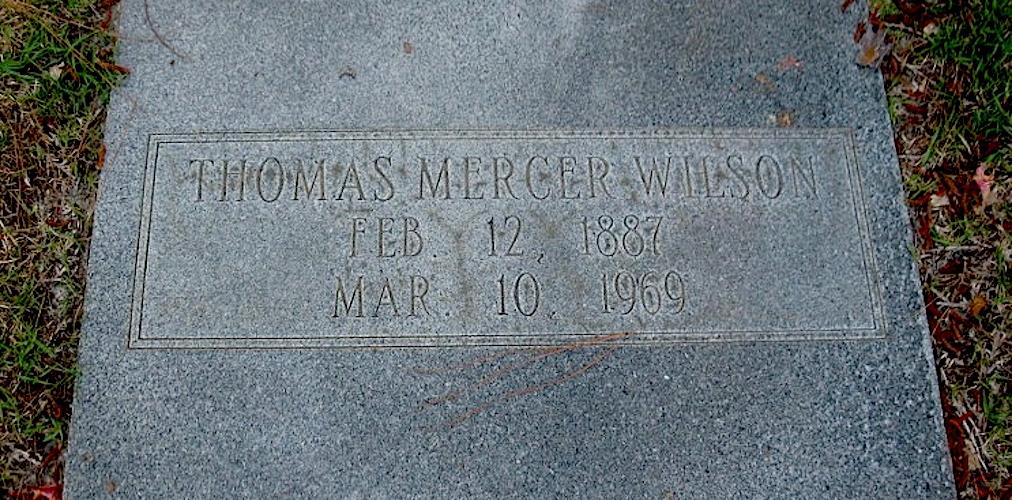 THOMAS MERCER WILSON
FEB. 12, 1887
MAR. 10, 1969